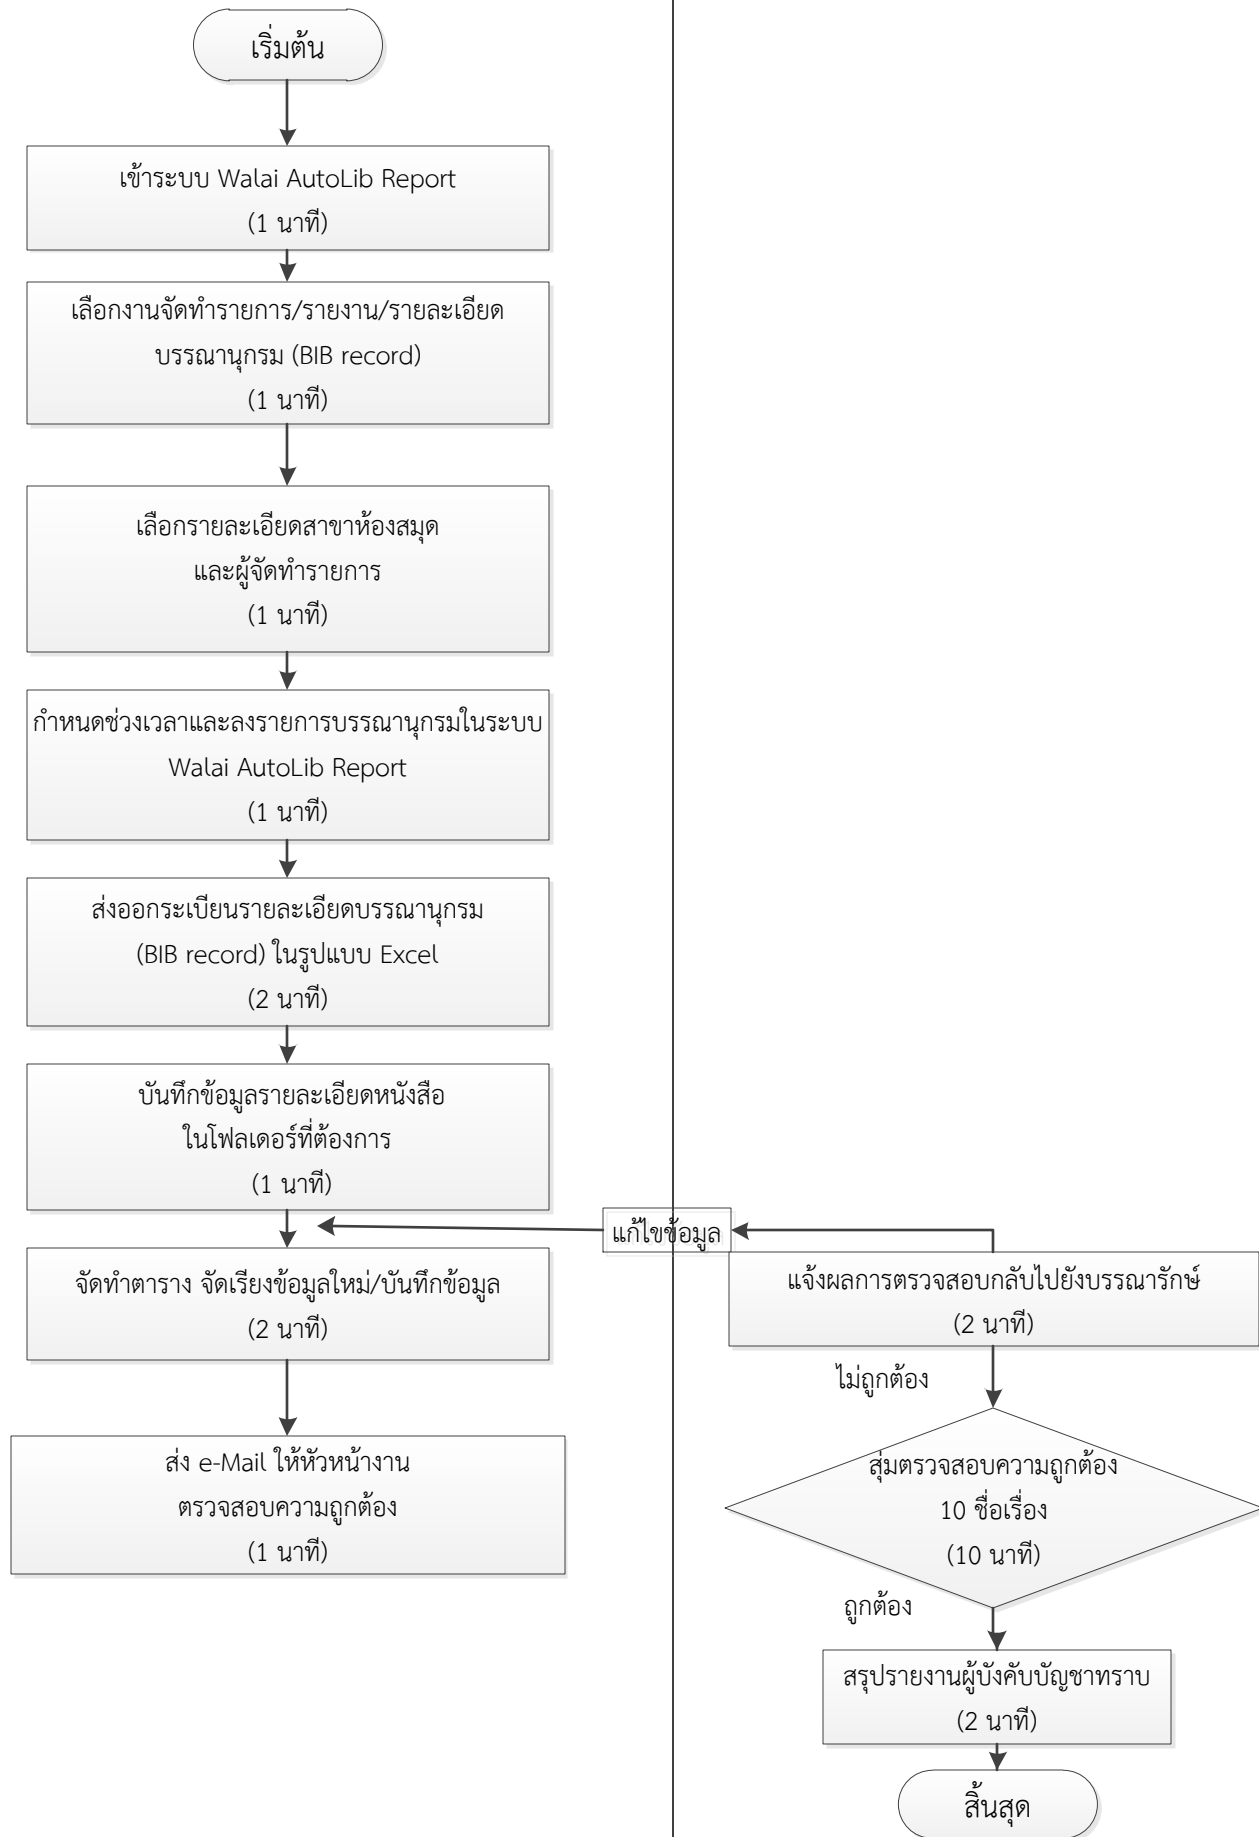 เริ่มต้น
เข้าระบบ Walai AutoLib Report
(1 นาที)
เลือกงานจัดทำรายการ/รายงาน/รายละเอียด
บรรณานุกรม (BIB record)
(1 นาที)
เลือกรายละเอียดสาขาห้องสมุด
และผู้จัดทำรายการ
(1 นาที)
กำหนดช่วงเวลาและลงรายการบรรณานุกรมในระบบ
Walai AutoLib Report
(1 นาที)
ส่งออกระเบียนรายละเอียดบรรณานุกรม
(BIB record) ในรูปแบบ Excel
(2 นาที)
บันทึกข้อมูลรายละเอียดหนังสือ
ในโฟลเดอร์ที่ต้องการ
(1 นาที)
จัดทำตาราง จัดเรียงข้อมูลใหม่/บันทึกข้อมูล
(2 นาที)
ส่ง e-Mail ให้หัวหน้างาน
ตรวจสอบความถูกต้อง
(1 นาที)
แก้ไขข้อมูล
แจ้งผลการตรวจสอบกลับไปยังบรรณารักษ์
(2 นาที)
ไม่ถูกต้อง
สุ่มตรวจสอบความถูกต้อง
10 ชื่อเรื่อง
(10 นาที)
ถูกต้อง
สรุปรายงานผู้บังคับบัญชาทราบ
(2 นาที)
สิ้นสุด